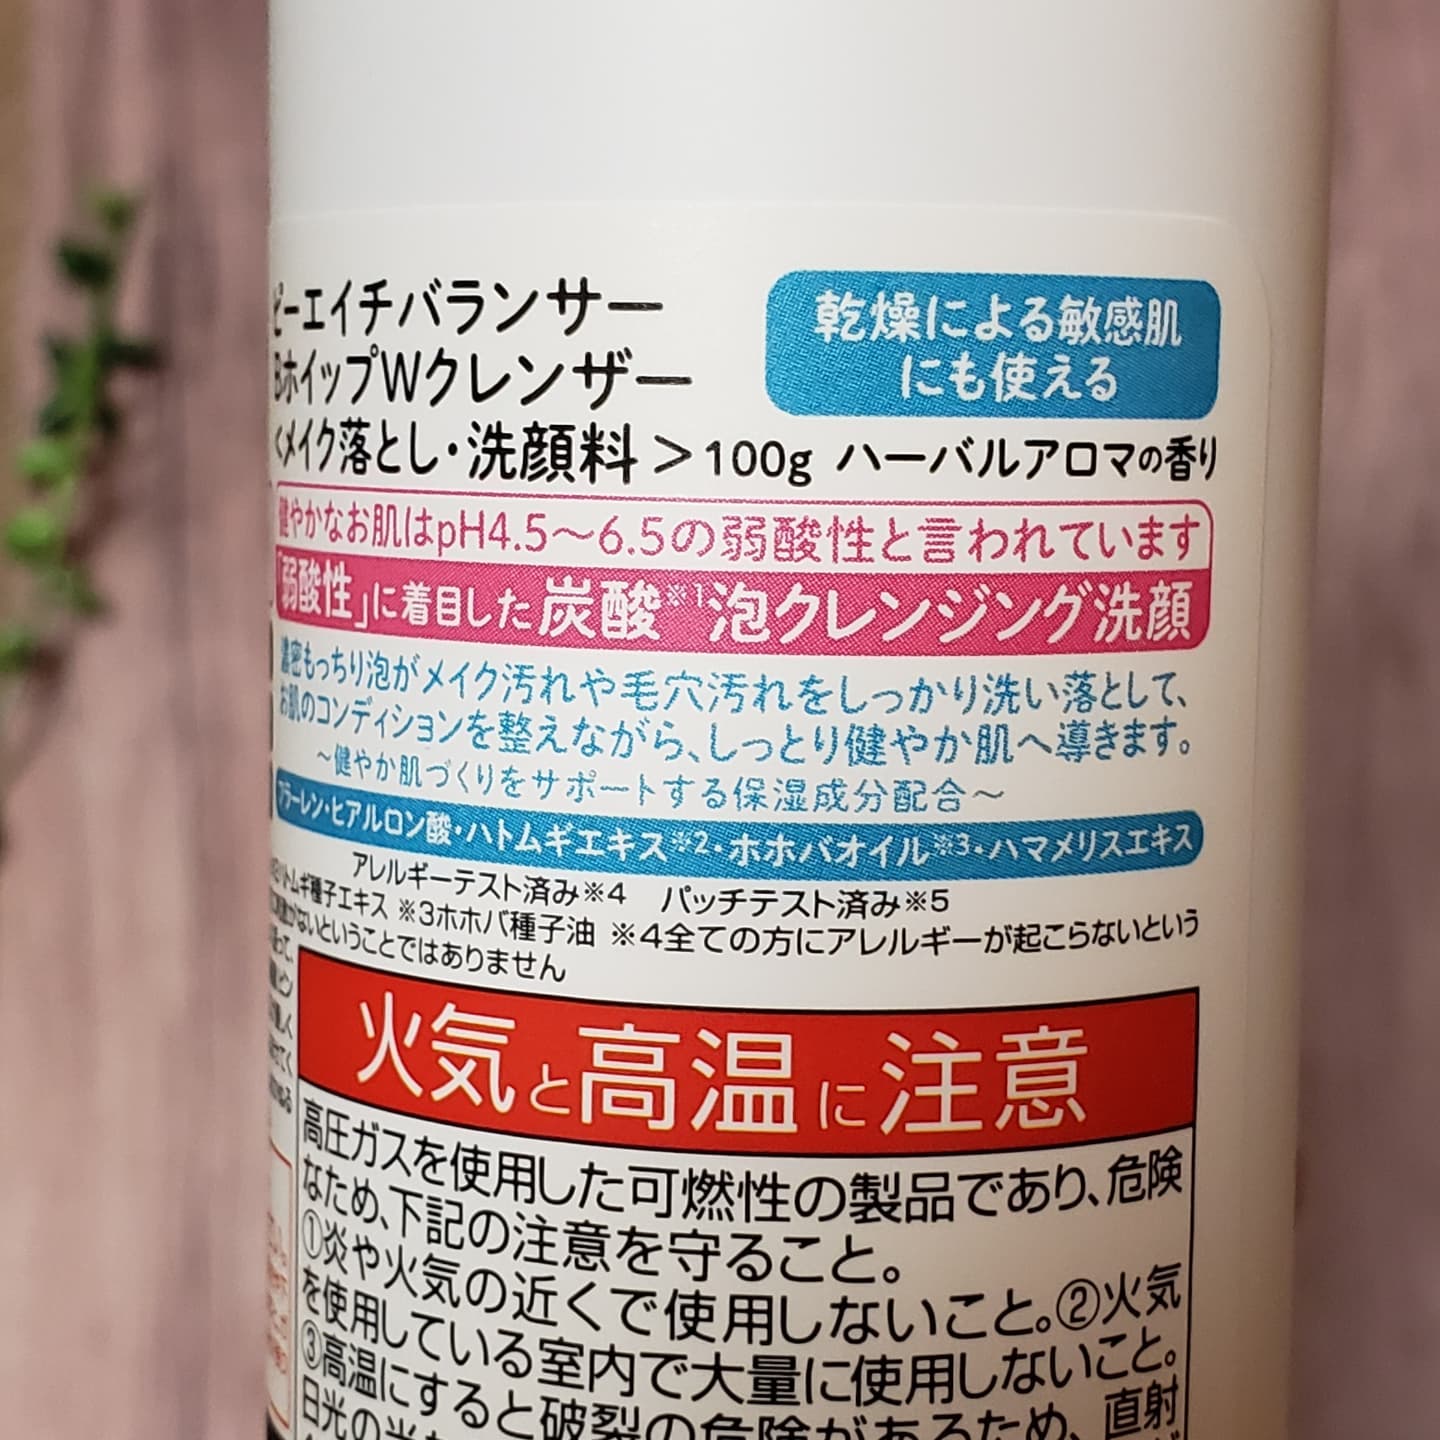 ピーエイチバランサー
BホイップWクレンザー
乾燥による敏感肌
にも使える
<メイク落とし・洗顔料> 100g ハーバルアロマの香り
健やかなお肌はpH4.5～6.5の弱酸性と言われています
「弱酸性」に着目した炭酸※1泡クレンジング洗顔
濃密もっちり泡がメイク汚れや毛穴汚れをしっかり洗い落として、
お肌のコンディションを整えながら、しっとり健やか肌へ導きます。
～健やか肌づくりをサポートする保湿成分配合～
フラーレン・ヒアルロン酸・ハトムギエキス※2・ホホバオイル※3・ハマメリスエキス
アレルギーテスト済み※4 パッチテスト済み※5
トムギ種子エキス ※3ホホバ種子油 ※4全ての方にアレルギーが起こらないという
がないということではありません
火気と高温に注意
高圧ガスを使用した可燃性の製品であり、危険
なため、下記の注意を守ること。
①炎や火気の近くで使用しないこと。②火気
を使用している室内で大量に使用しないこと。
③高温にすると破裂の危険があるため、直射
日光の